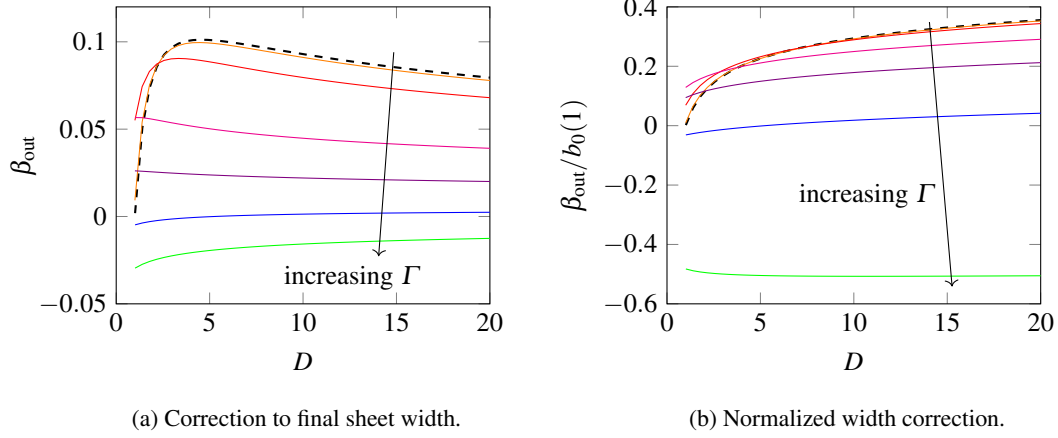 0.1
0.05
0
−0.05
β_out
0 5 10 15 20
D
increasing Γ
(a) Correction to final sheet width.
0.4
0.2
0
−0.2
−0.4
−0.6
β_out/b_0(1)
0 5 10 15 20
D
increasing Γ
(b) Normalized width correction.